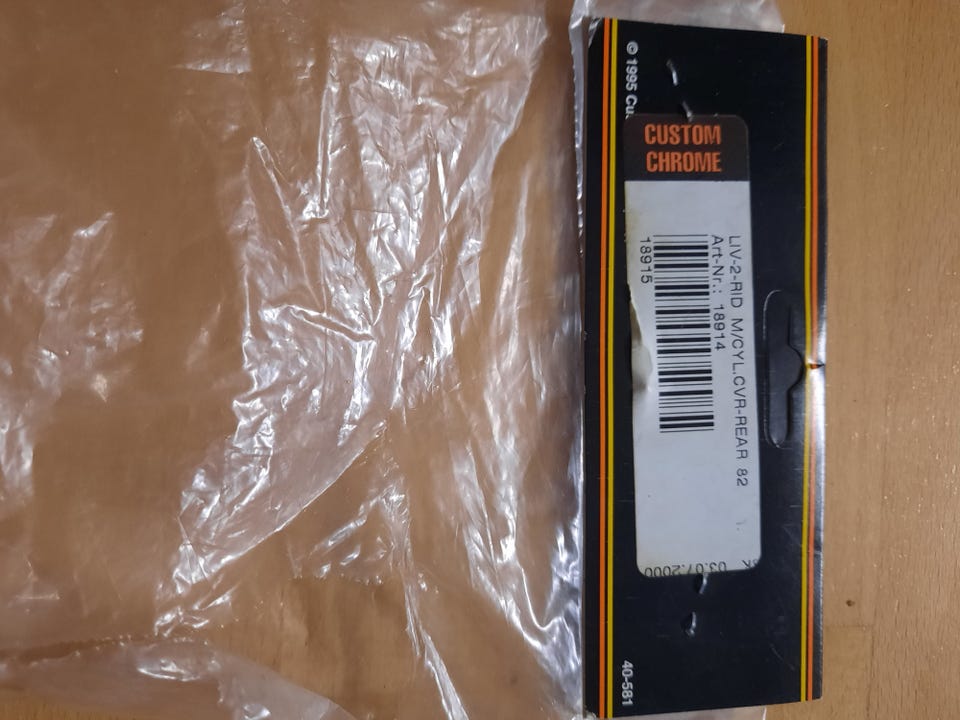 © 1995 Cu
CUSTOM
CHROME
LIV-2-RID M/CYL.CVR-REAR 82
Art-Nr.: 18914
18915
03.07.2000
40-581